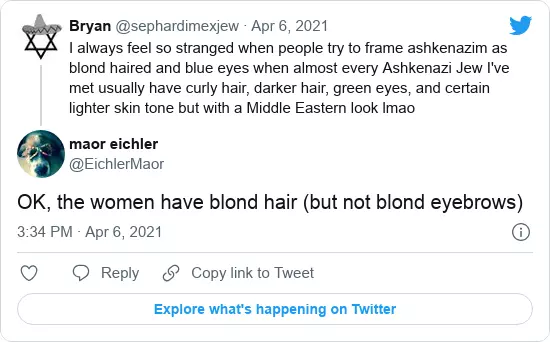 Bryan @sephardimexjew · Apr 6, 2021
I always feel so stranged when people try to frame ashkenazim as
blond haired and blue eyes when almost every Ashkenazi Jew I've
met usually have curly hair, darker hair, green eyes, and certain
lighter skin tone but with a Middle Eastern look lmao
maor eichler
@EichlerMaor
OK, the women have blond hair (but not blond eyebrows)
3:34 PM · Apr 6, 2021
Reply
Copy link to Tweet
Explore what's happening on Twitter